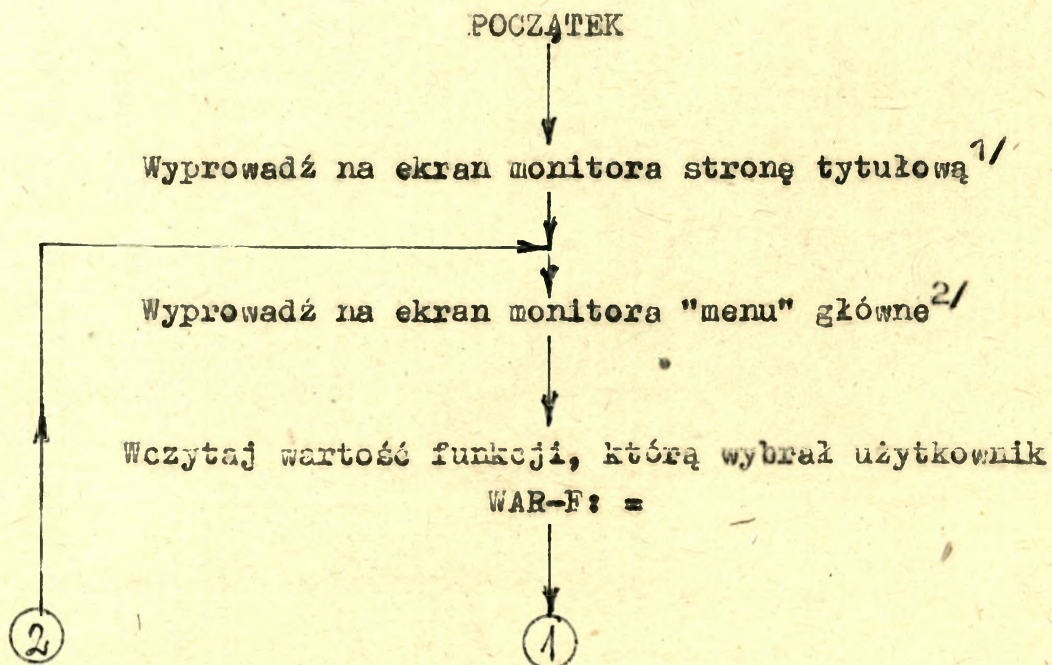 POCZĄTEK
Wyprowadź na ekran monitora stronę tytułową 1/
Wyprowadź na ekran monitora "menu" główne 2/
Wczytaj wartość funkcji, którą wybrał użytkownik
WAR-F: =
2
1